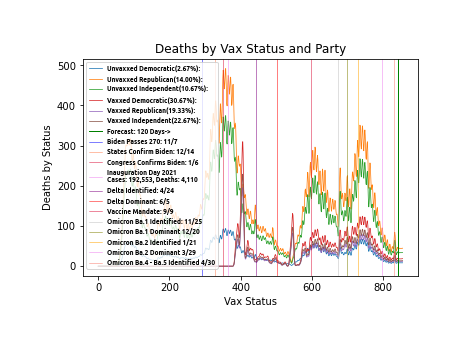 Deaths by Vax Status and Party
Deaths by Status
500
400
300
200
100
0
Unvaxxed Democratic(2.67%):
Unvaxxed Republican(14.00%):
Unvaxxed Independent(10.67%):
Vaxxed Democratic(30.67%):
Vaxxed Republican(19.33%):
Vaxxed Independent(22.67%):
Forecast: 120 Days->
Biden Passes 270: 11/7
States Confirm Biden: 12/14
Congress Confirms Biden: 1/6
Inauguration Day 2021
Cases: 192,553, Deaths: 4,110
Delta Identified: 4/24
Delta Dominant: 6/5
Vaccine Mandate: 9/9
Omicron Ba.1 Identified: 11/25
Omicron Ba.1 Dominant 12/20
Omicron Ba.2 Identified 1/21
Omicron Ba.2 Dominant 3/29
Omicron Ba.4 - Ba.5 Identified 4/30
0 200 400 600 800
Vax Status